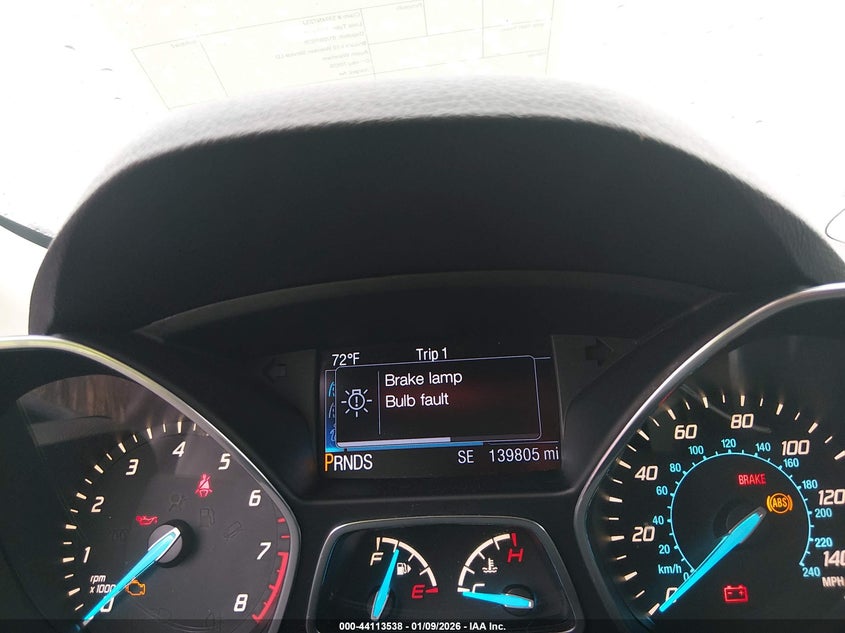 72°F Trip 1
Brake lamp
Bulb fault
PRNDS SE 139805 mi
0 1 2 3 4 5 6 7 8
rpm
x 1000
F E
C H
0 20 40 60 80 100 120 140
MPH
0 20 40 60 80 100 120 140 160 180 200 220 240
km/h
BRAKE
ABS
000-44113538 - 01/09/2026 - IAA Inc.